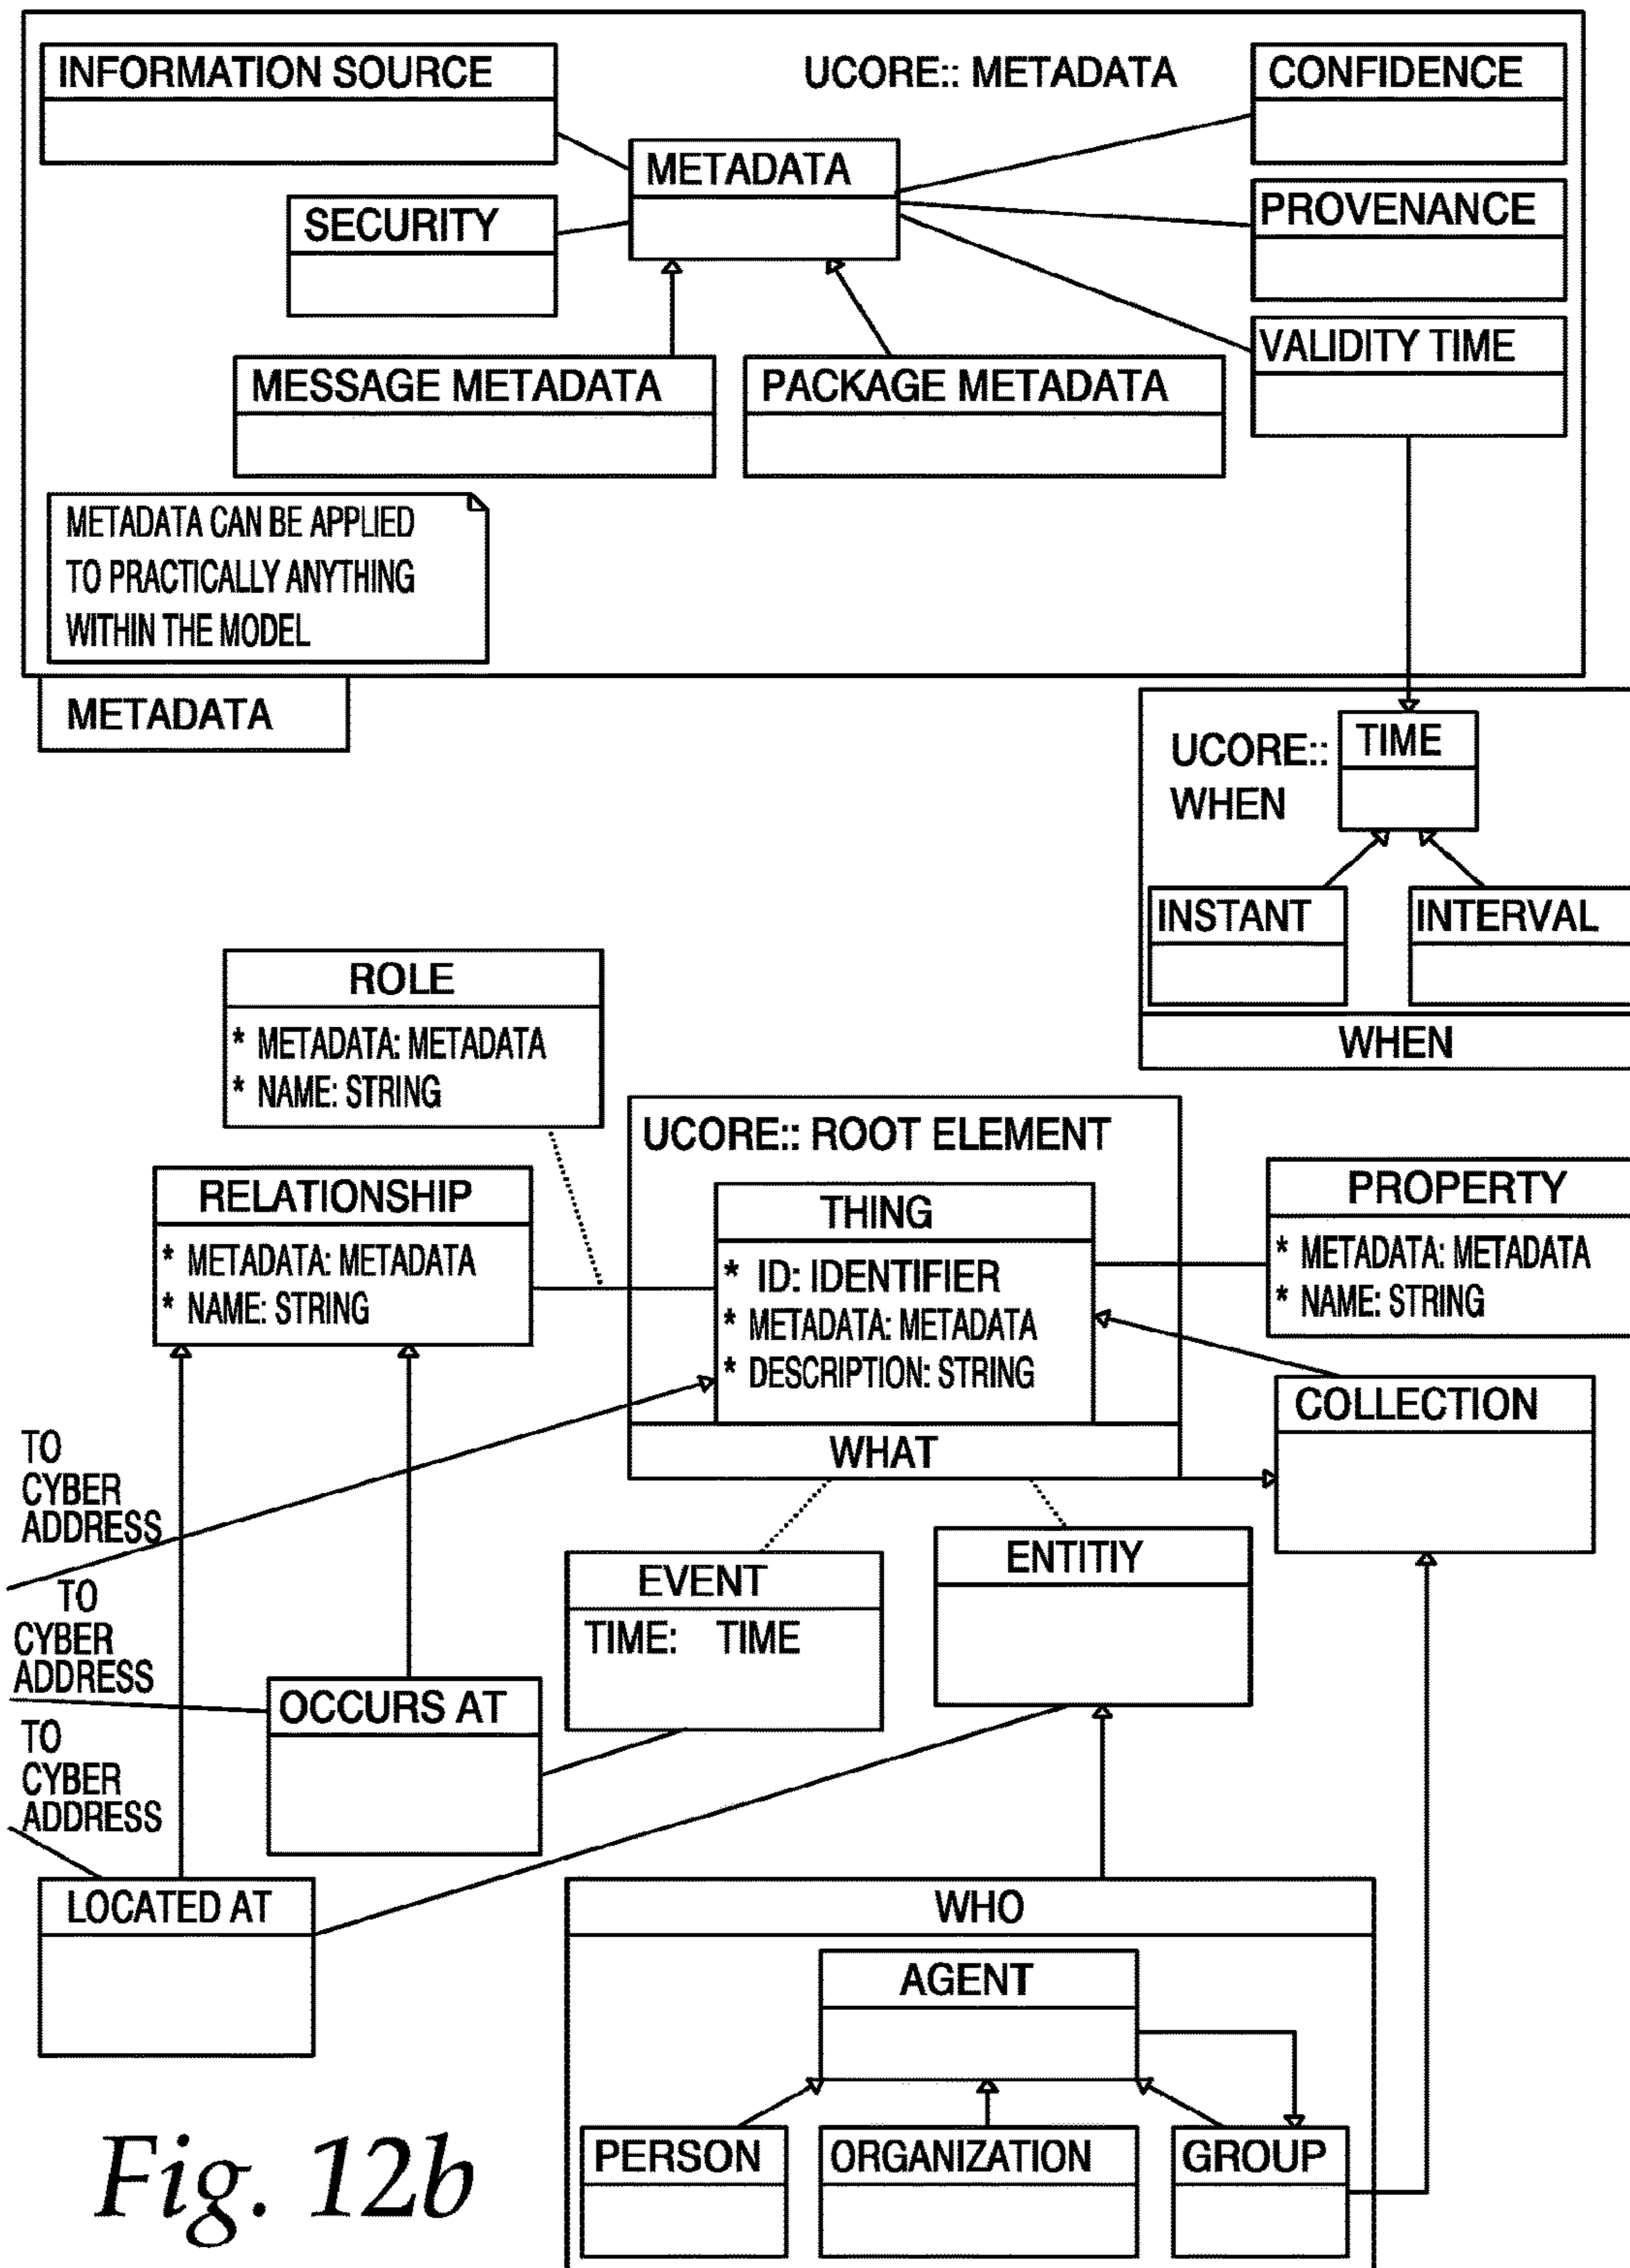 INFORMATION SOURCE
UCORE:: METADATA
CONFIDENCE
METADATA
SECURITY
PROVENANCE
VALIDITY TIME
MESSAGE METADATA
PACKAGE METADATA
METADATA CAN BE APPLIED
TO PRACTICALLY ANYTHING
WITHIN THE MODEL
METADATA
UCORE::
WHEN
TIME
INSTANT
INTERVAL
WHEN
ROLE
* METADATA: METADATA
* NAME: STRING
UCORE:: ROOT ELEMENT
RELATIONSHIP
* METADATA: METADATA
* NAME: STRING
THING
* ID: IDENTIFIER
* METADATA: METADATA
* DESCRIPTION: STRING
WHAT
PROPERTY
* METADATA: METADATA
* NAME: STRING
COLLECTION
TO
CYBER
ADDRESS
TO
CYBER
ADDRESS
TO
CYBER
ADDRESS
EVENT
TIME: TIME
ENTITIY
OCCURS AT
LOCATED AT
WHO
AGENT
PERSON
ORGANIZATION
GROUP
Fig. 12b